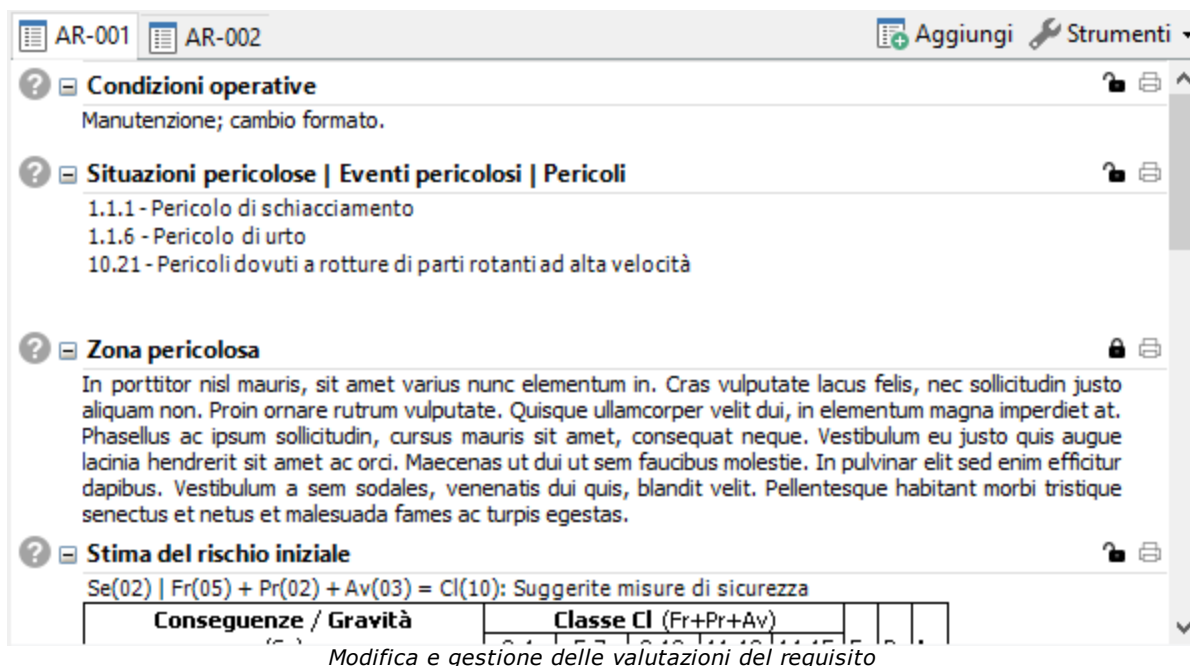 AR-001 AR-002 Aggiungi Strumenti
Condizioni operative
Manutenzione; cambio formato.
Situazioni pericolose | Eventi pericolosi | Pericoli
1.1.1 - Pericolo di schiacciamento
1.1.6 - Pericolo di urto
10.21 - Pericoli dovuti a rotture di parti rotanti ad alta velocità
Zona pericolosa
In porttitor nisl mauris, sit amet varius nunc elementum in. Cras vulputate lacus felis, nec sollicitudin justo
aliquam non. Proin ornare rutrum vulputate. Quisque ullamcorper velit dui, in elementum magna imperdiet at.
Phasellus ac ipsum sollicitudin, cursus mauris sit amet, consequat neque. Vestibulum eu justo quis augue
lacinia hendrerit sit amet ac orci. Maecenas ut dui ut sem faucibus molestie. In pulvinar elit sed enim efficitur
dapibus. Vestibulum a sem sodales, venenatis dui quis, blandit velit. Pellentesque habitant morbi tristique
senectus et netus et malesuada fames ac turpis egestas.
Stima del rischio iniziale
Se(02) | Fr(05) + Pr(02) + Av(03) = Cl(10): Suggerite misure di sicurezza
Conseguenze / Gravità Classe Cl (Fr+Pr+Av)
Modifica e gestione delle valutazioni del requisito